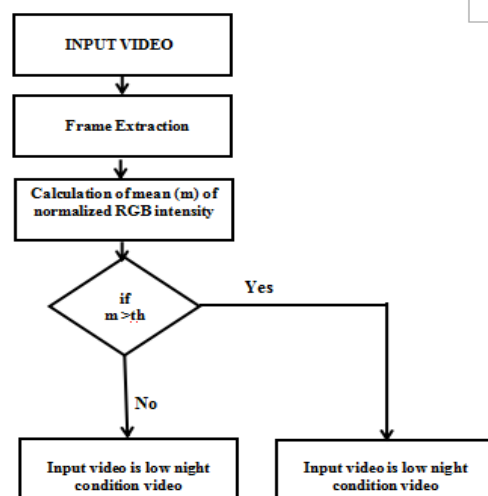 INPUT VIDEO
Frame Extraction
Calculation of mean (m) of
normalized RGB intensity
if
m>th
Yes
No
Input video is low night
condition video
Input video is low night
condition video